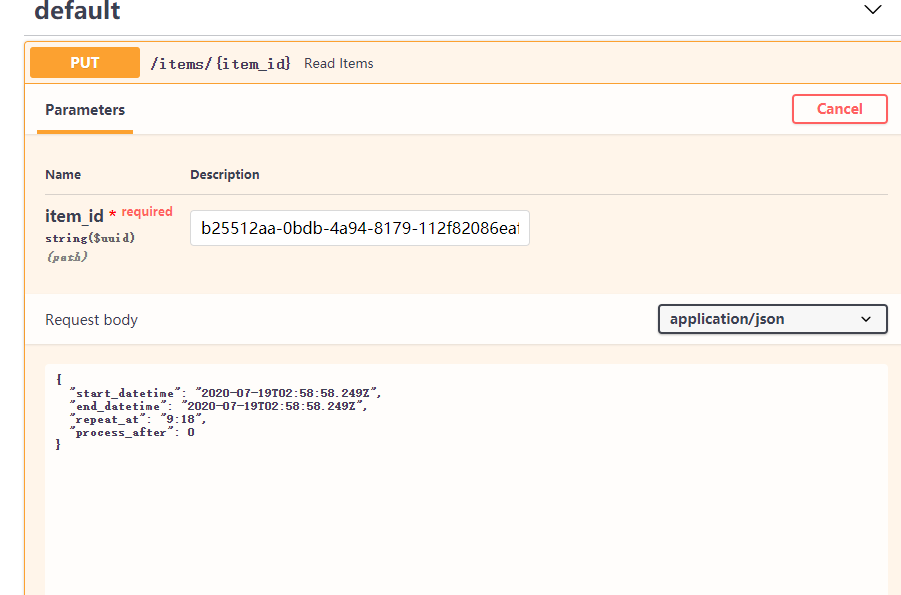 default
PUT /items/{item_id} Read Items
Parameters Cancel
Name Description
item_id * required
string($uuid)
(path)
b25512aa-0bdb-4a94-8179-112f82086eaf
Request body application/json
{
"start_datetime": "2020-07-19T02:58:58.249Z",
"end_datetime": "2020-07-19T02:58:58.249Z",
"repeat_at": "9:18",
"process_after": 0
}